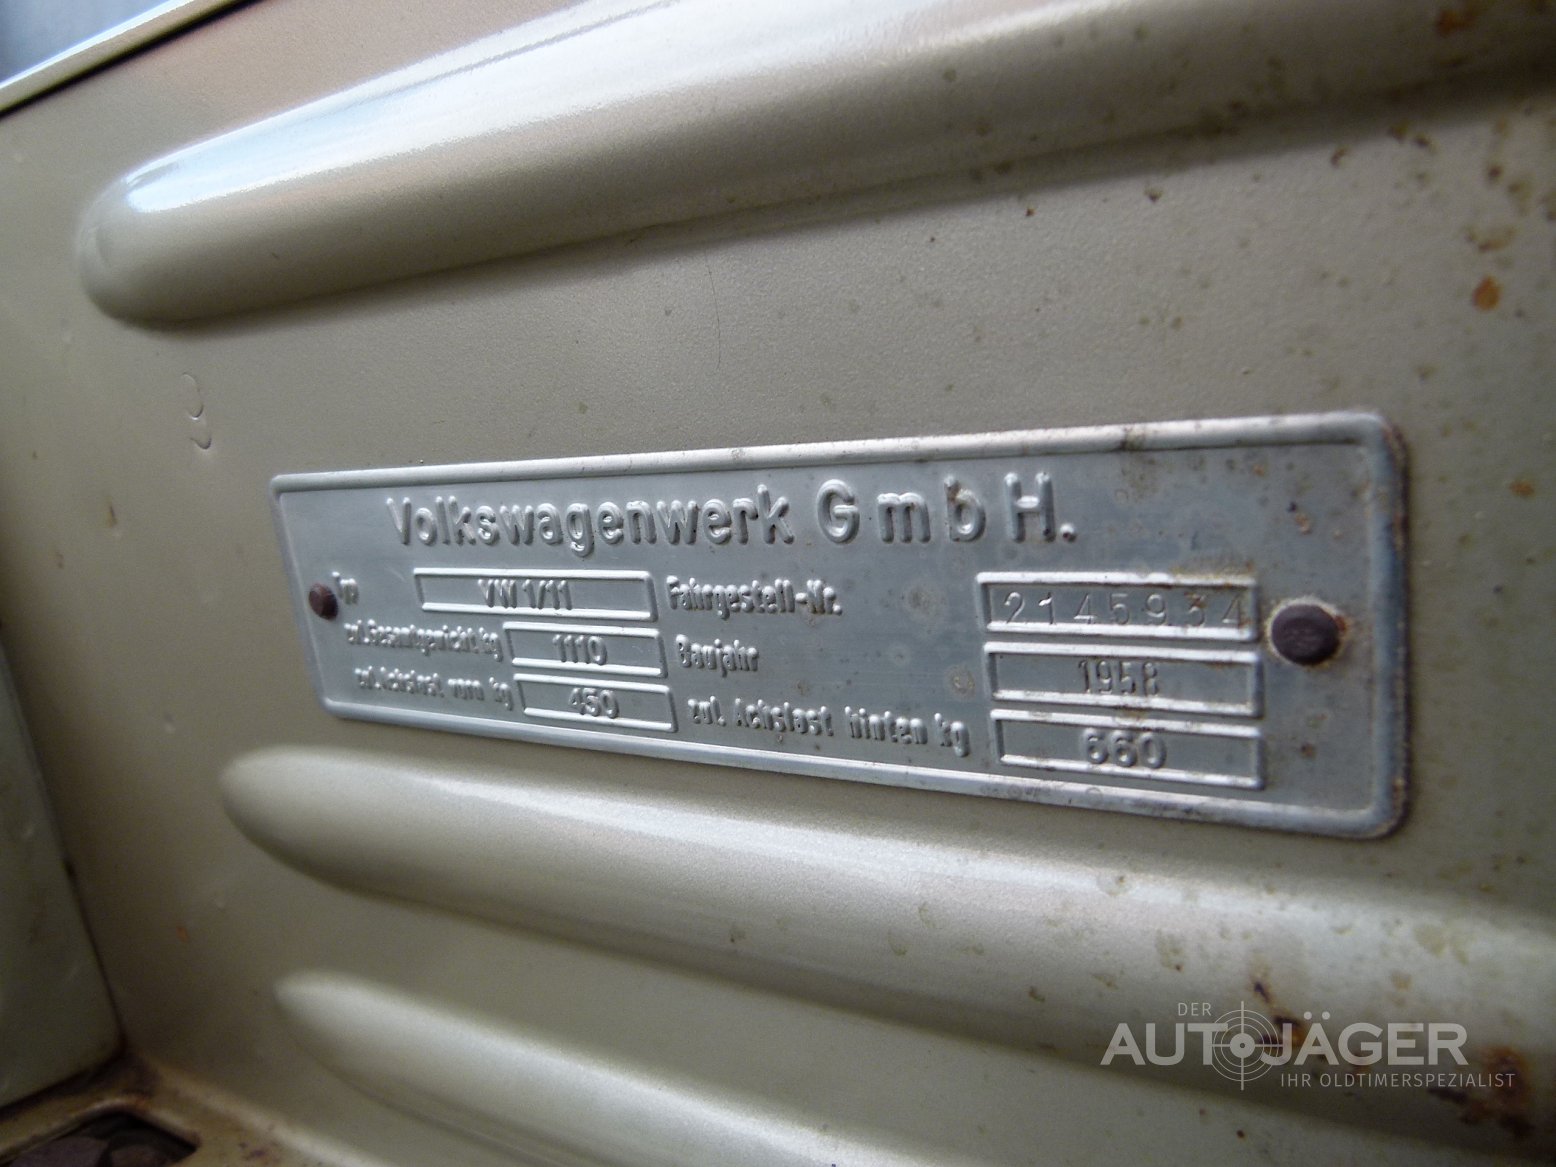 Volkswagenwerk GmbH.
Typ VW 1/11 Fahrgestell-Nr. 2145934
zul. Gesamtgewicht kg 1110 Baujahr 1958
zul. Achslast vorn kg 450 zul. Achslast hinten kg 660
DER
AUTOJÄGER
IHR OLDTIMERSPEZIALIST